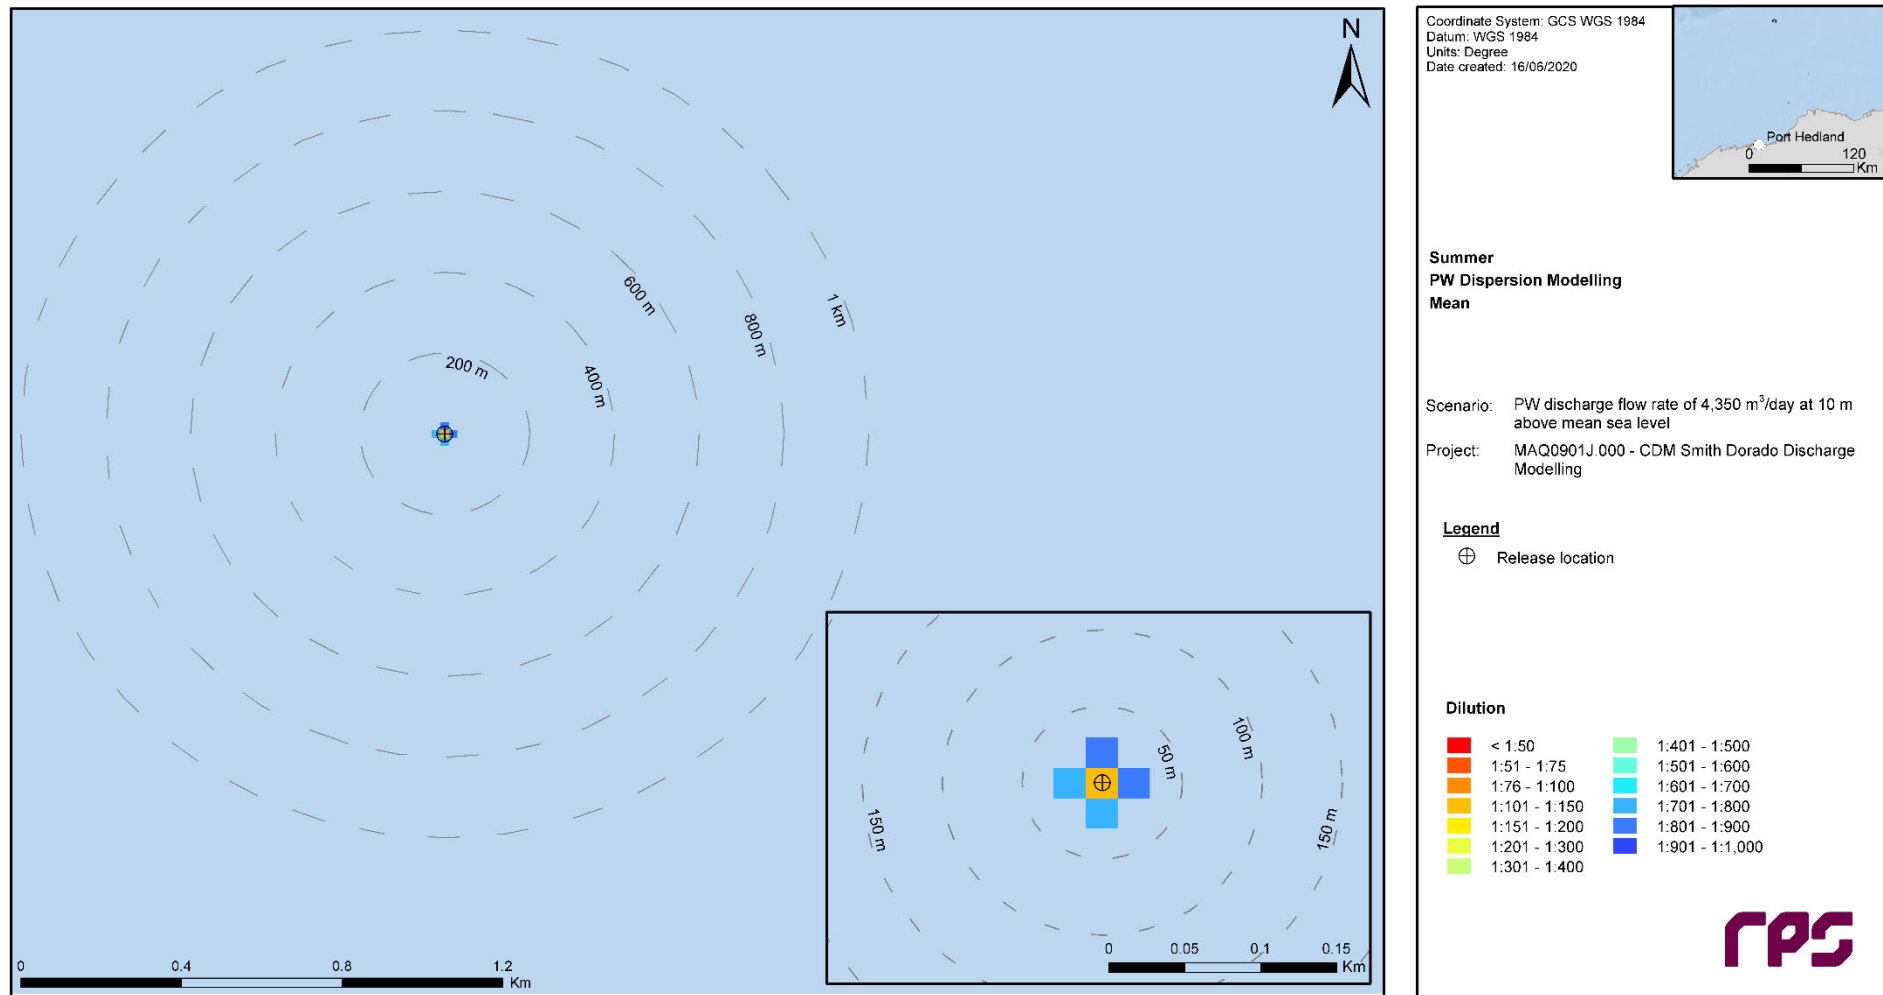 N
200 m
400 m
600 m
800 m
1 km
0 0.4 0.8 1.2
Km
50 m
100 m
150 m
150 m
0 0.05 0.1 0.15
Km
Coordinate System: GCS WGS 1984
Datum: WGS 1984
Units: Degree
Date created: 16/06/2020
Port Hedland
0 120
Km
Summer
PW Dispersion Modelling
Mean
Scenario: PW discharge flow rate of 4,350 m³/day at 10 m
above mean sea level
Project: MAQ0901J.000 - CDM Smith Dorado Discharge
Modelling
Legend
Release location
Dilution
< 1:50
1:51 - 1:75
1:76 - 1:100
1:101 - 1:150
1:151 - 1:200
1:201 - 1:300
1:301 - 1:400
1:401 - 1:500
1:501 - 1:600
1:601 - 1:700
1:701 - 1:800
1:801 - 1:900
1:901 - 1:1,000
rps